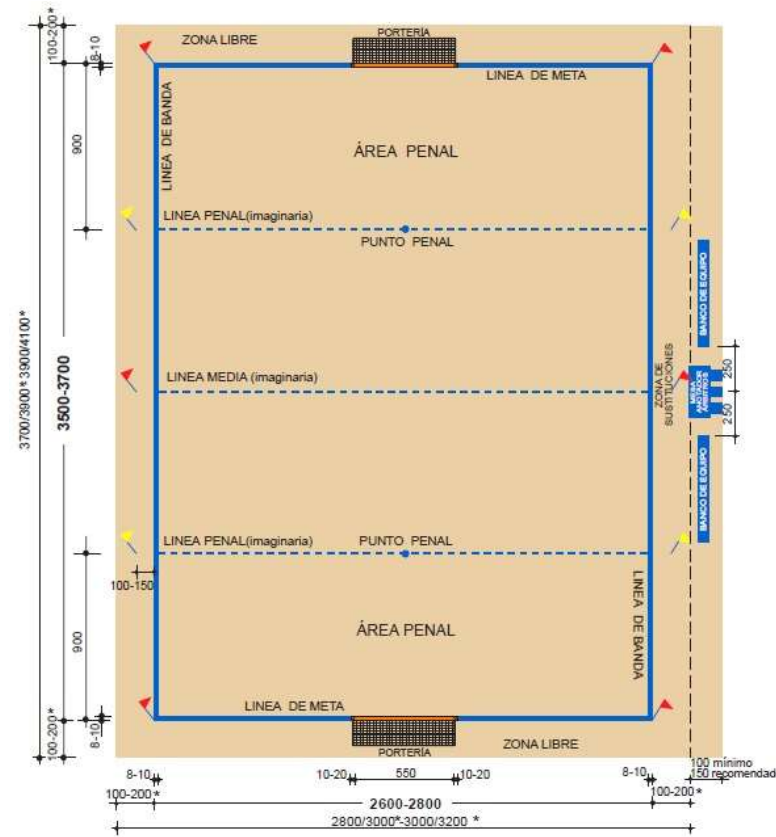 PORTERÍA
ZONA LIBRE
LINEA DE META
100-200*
8-10
LINEA DE BANDA
900
ÁREA PENAL
LINEA PENAL(imaginaria)
PUNTO PENAL
BANCO DE EQUIPO
3700/3900* 3900/4100*
3500-3700
LINEA MEDIA (imaginaria)
ZONA DE
SUSTITUCIONES
MESA
ANOTADOR
250
250
BANCO DE EQUIPO
LINEA PENAL(imaginaria)
PUNTO PENAL
100-150
LINEA DE BANDA
900
ÁREA PENAL
LINEA DE META
100-200*
8-10
PORTERÍA
ZONA LIBRE
8-10
10-20
550
10-20
8-10
100 mínimo
150 recomendad
100-200*
2600-2800
100-200*
2800/3000*-3000/3200 *